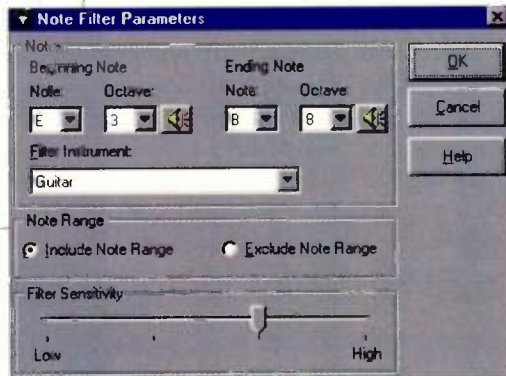 Note Filter Parameters
Notes
Beginning Note
Ending Note
Note:
Octave:
Note:
Octave:
E
3
B
8
Filter Instrument:
Guitar
Note Range
Include Note Range
Exclude Note Range
Filter Sensitivity
Low
High
OK
Cancel
Help